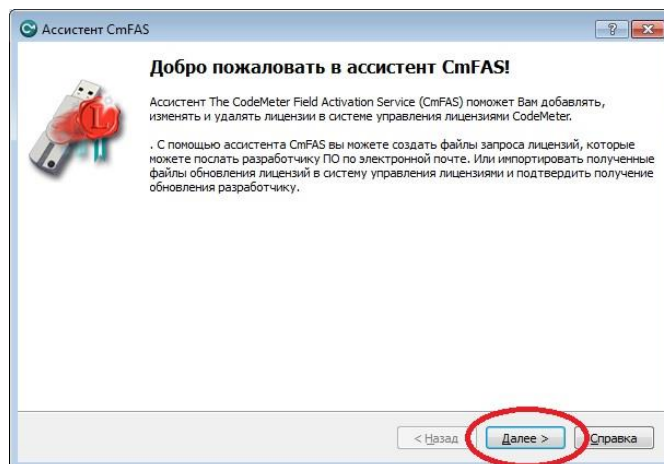 Ассистент CmFAS
Добро пожаловать в ассистент CmFAS!
Ассистент The CodeMeter Field Activation Service (CmFAS) поможет Вам добавлять,
изменять и удалять лицензии в системе управления лицензиями CodeMeter.
. С помощью ассистента CmFAS вы можете создать файлы запроса лицензий, которые
можете послать разработчику ПО по электронной почте. Или импортировать полученные
файлы обновления лицензий в систему управления лицензиями и подтвердить получение
обновления разработчику.
< Назад Далее > Справка